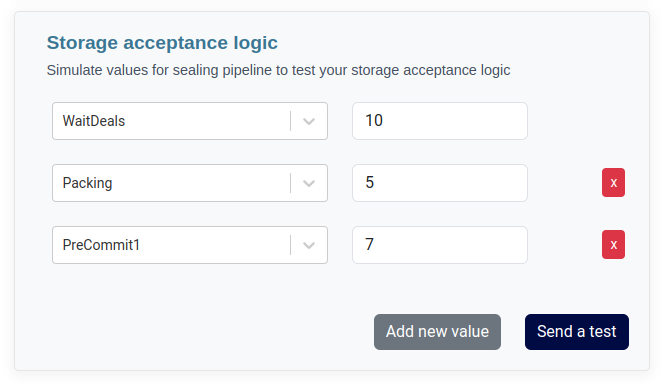 Storage acceptance logic
Simulate values for sealing pipeline to test your storage acceptance logic
WaitDeals 10
Packing 5 x
PreCommit1 7 x
Add new value Send a test